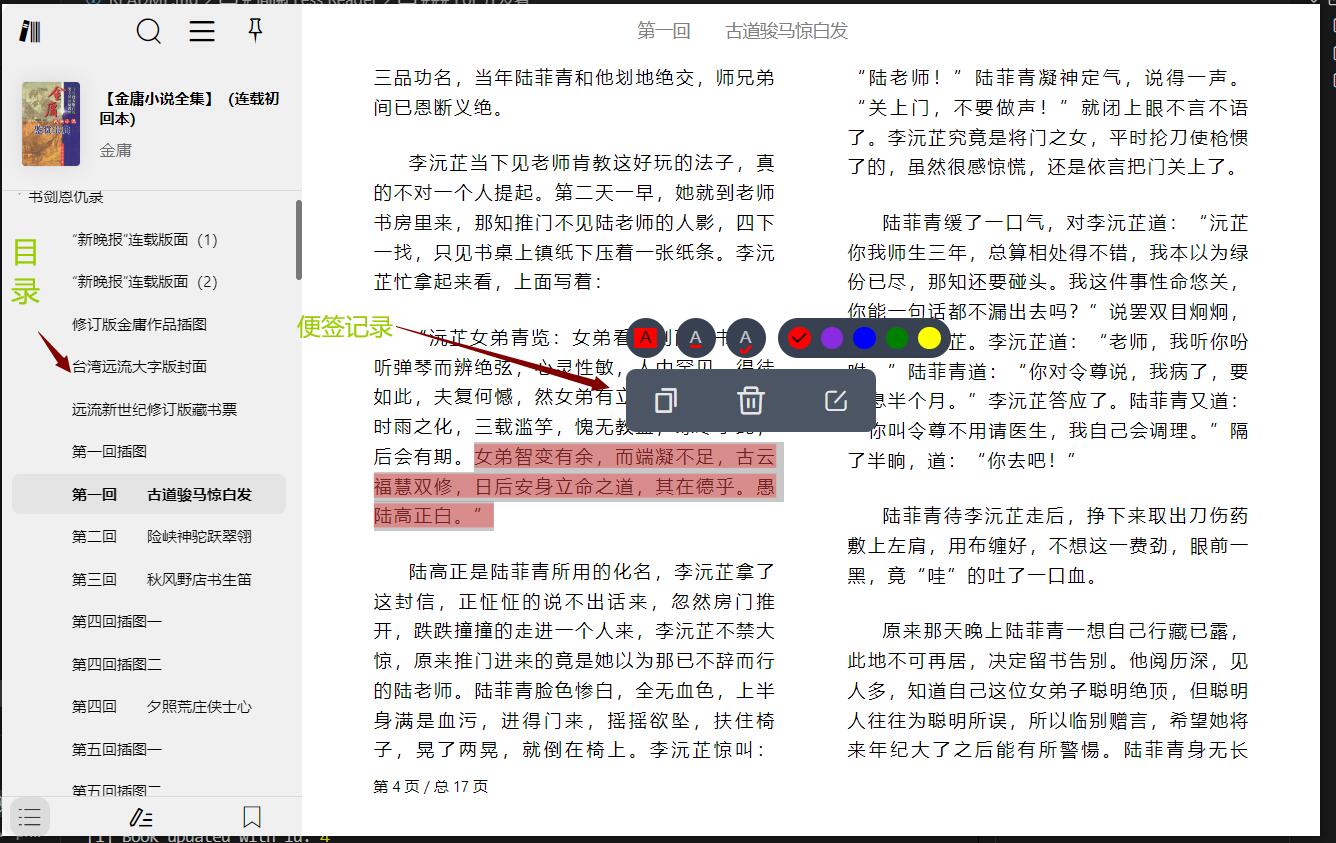 【金庸小说全集】（连载初
回本）
金庸
书剑恩仇录
“新晚报”连载版面（1）
“新晚报”连载版面（2）
修订版金庸作品插图
台湾远流大字版封面
远流新世纪修订版藏书票
第一回插图
第一回 古道骏马惊白发
第二回 险峡神驼跃翠翎
第三回 秋风野店书生笛
第四回插图一
第四回插图二
第四回 夕照荒庄侠士心
第五回插图一
第五回插图二
目
录
便签记录
第一回 古道骏马惊白发
三品功名，当年陆菲青和他划地绝交，师兄弟
间已恩断义绝。
李沅芷当下见老师肯教这好玩的法子，真
的不对一个人提起。第二天一早，她就到老师
书房里来，那知推门不见陆老师的人影，四下
一找，只见书桌上镇纸下压着一张纸条。李沅
芷忙拿起来看，上面写着：
“沅芷女弟青览：女弟看
书
听弹琴而辨绝弦，心灵性敏，人中罕见，得徒
如此，夫复何憾，然女弟有立
时雨之化，三载滥竽，愧无教益，
后会有期。女弟智变有余，而端凝不足，古云
福慧双修，日后安身立命之道，其在德乎。愚
陆高正白。”
陆高正是陆菲青所用的化名，李沅芷拿了
这封信，正怔怔的说不出话来，忽然房门推
开，跌跌撞撞的走进一个人来，李沅芷不禁大
惊，原来推门进来的竟是她以为那已不辞而行
的陆老师。陆菲青脸色惨白，全无血色，上半
身满是血污，进得门来，摇摇欲坠，扶住椅
子，晃了两晃，就倒在椅上。李沅芷惊叫：
第 4 页 / 总 17 页
“陆老师！”陆菲青凝神定气，说得一声。
“关上门，不要做声！”就闭上眼不言不语
了。李沅芷究竟是将门之女，平时抡刀使枪惯
了的，虽然很感惊慌，还是依言把门关上了。
陆菲青缓了一口气，对李沅芷道：“沅芷
你我师生三年，总算相处得不错，我本以为缘
份已尽，那知还要碰头。我这件事性命悠关，
你能一句话都不漏出去吗？”说罢双目炯炯，
芷。李沅芷道：“老师，我听你吩
咐。”陆菲青道：“你对令尊说，我病了，要
息半个月。”李沅芷答应了。陆菲青又道：
你叫令尊不用请医生，我自己会调理。”隔
了半晌，道：“你去吧！”
陆菲青待李沅芷走后，挣下来取出刀伤药
敷上左肩，用布缠好，不想这一费劲，眼前一
黑，竟“哇”的吐了一口血。
原来那天晚上陆菲青一想自己行藏已露，
此地不可再居，决定留书告别。他阅历深，见
人多，知道自己这位女弟子聪明绝顶，但聪明
人往往为聪明所误，所以临别赠言，希望她将
来年纪大了之后能有所警惕。陆菲青身无长
A
A
A
[1] Book updated with id: 4